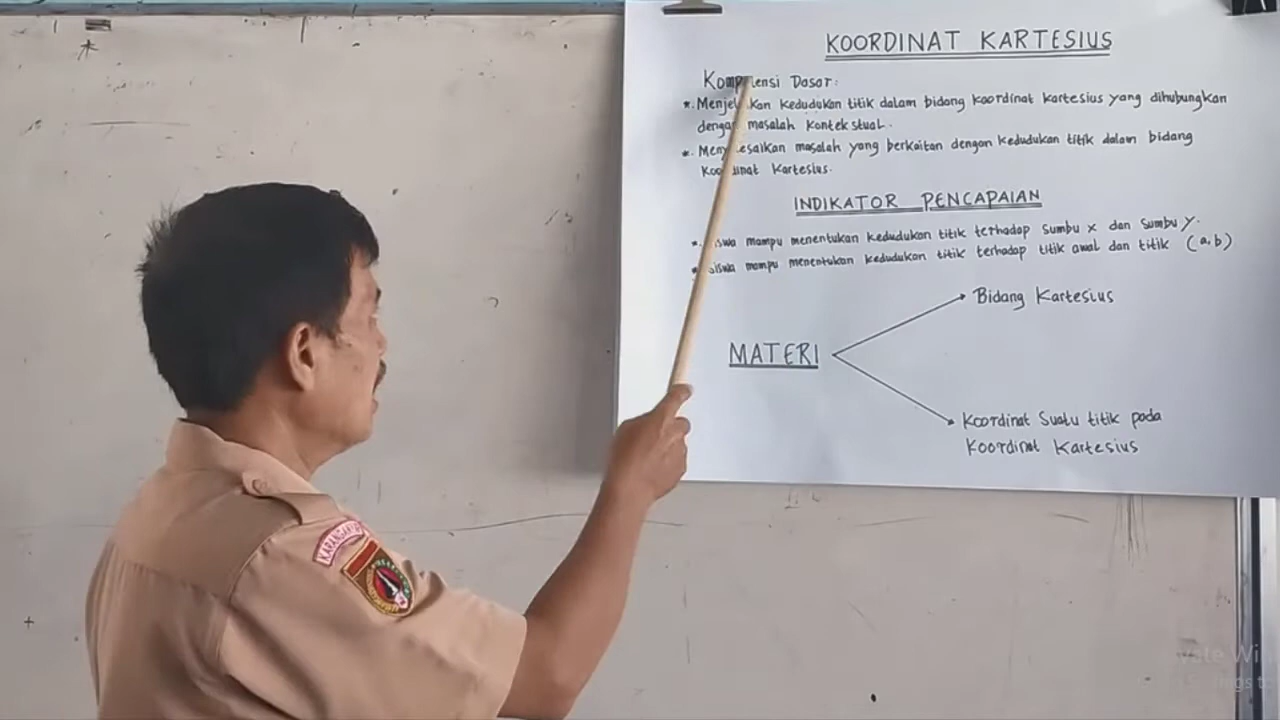 KOORDINAT KARTESIUS
Kompetensi Dasar:
*. Menjelaskan kedudukan titik dalam bidang koordinat kartesius yang dihubungkan
dengan masalah kontekstual.
*. Menyelesaikan masalah yang berkaitan dengan kedudukan titik dalam bidang
Koordinat Kartesius.
INDIKATOR PENCAPAIAN
*. Siswa mampu menentukan kedudukan titik terhadap sumbu x dan sumbu y.
* Siswa mampu menentukan kedudukan titik terhadap titik awal dan titik (a,b)
Bidang Kartesius
MATERI
Koordinat Suatu titik pada
Koordinat Kartesius